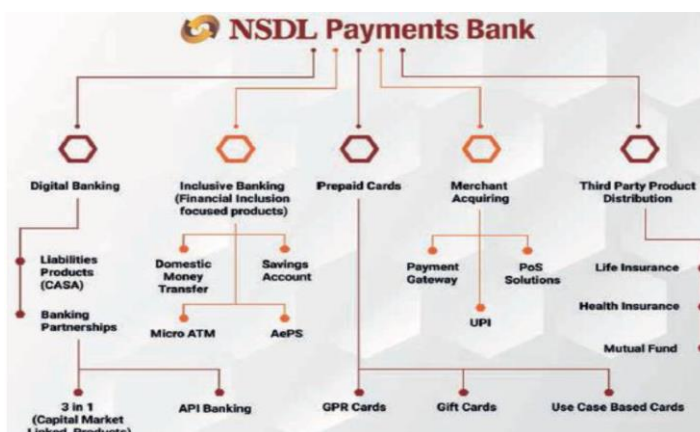 NSDL Payments Bank
Digital Banking
Inclusive Banking
(Financial Inclusion
focused products)
Prepaid Cards
Merchant
Acquiring
Third Party Product
Distribution
Liabilities
Products
(CASA)
Banking
Partnerships
Domestic
Money
Transfer
Savings
Account
Micro ATM
AePS
Payment
Gateway
PoS
Solutions
UPI
Life Insurance
Health Insurance
Mutual Fund
3 in 1
(Capital Market
Linked Products)
API Banking
GPR Cards
Gift Cards
Use Case Based Cards